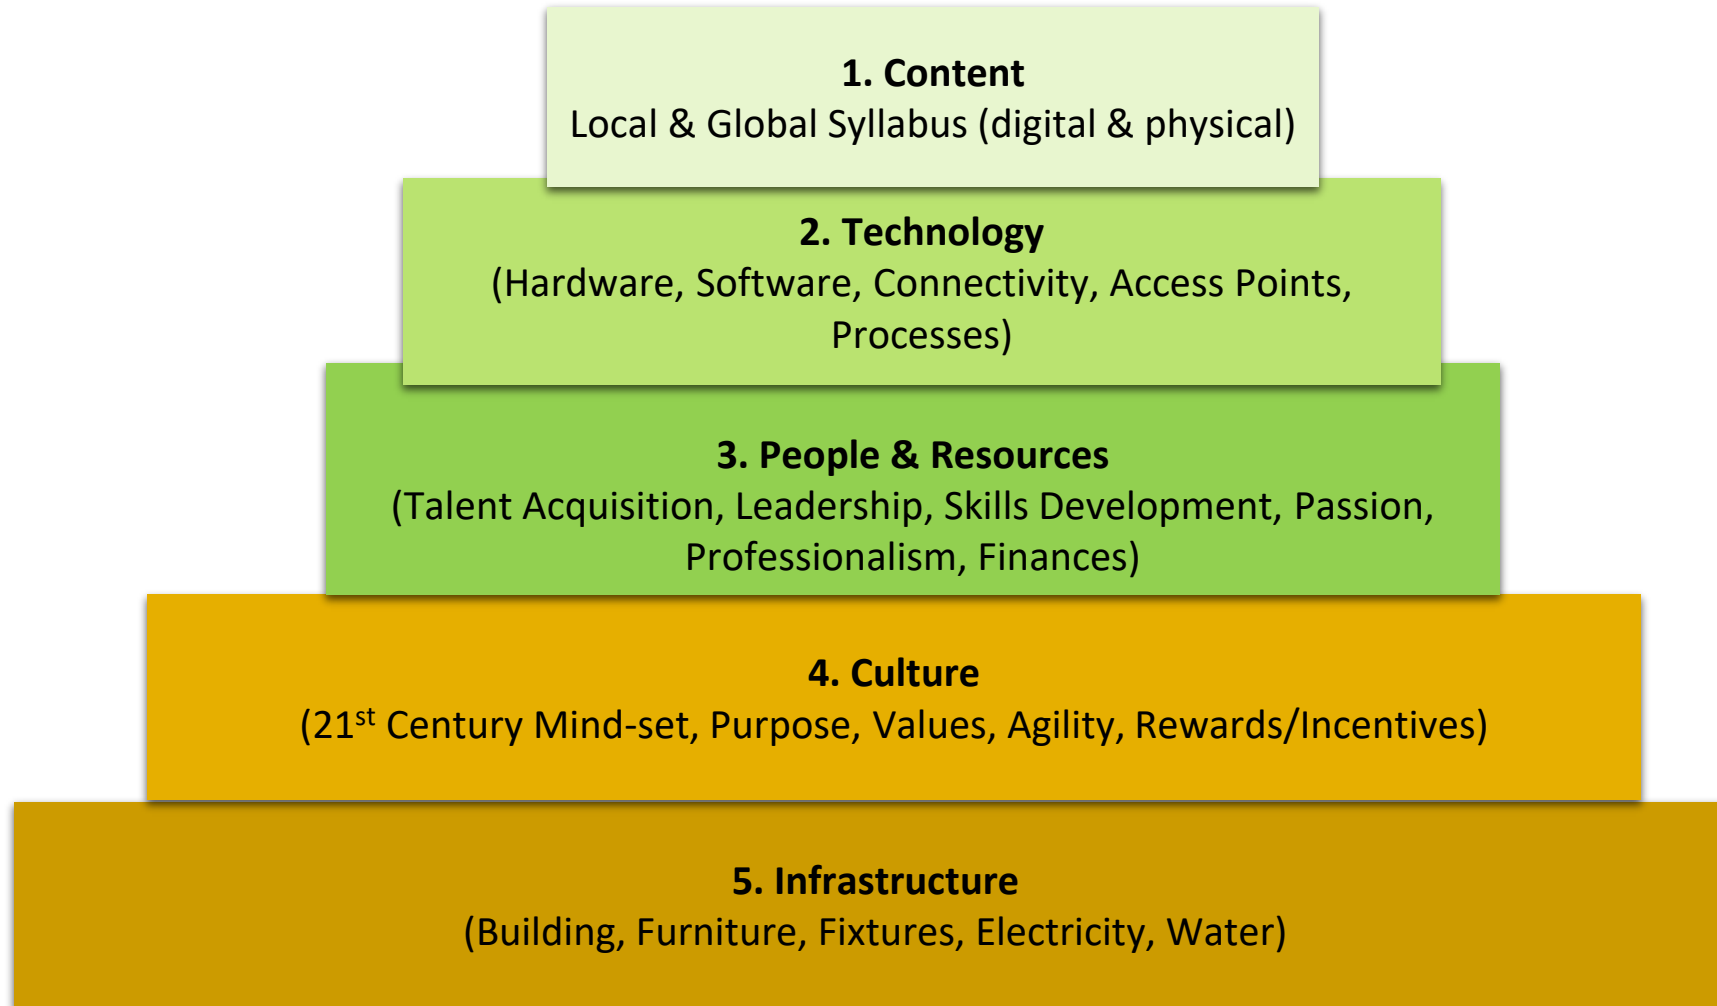 1. Content
Local & Global Syllabus (digital & physical)
2. Technology
(Hardware, Software, Connectivity, Access Points,
Processes)
3. People & Resources
(Talent Acquisition, Leadership, Skills Development, Passion,
Professionalism, Finances)
4. Culture
(21st Century Mind-set, Purpose, Values, Agility, Rewards/Incentives)
5. Infrastructure
(Building, Furniture, Fixtures, Electricity, Water)